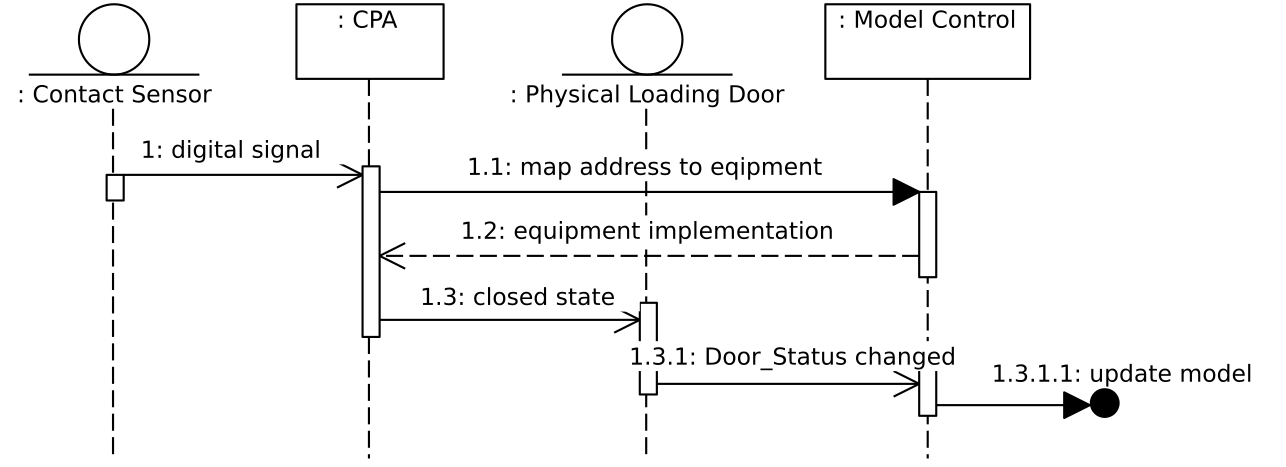 : CPA
: Model Control
: Contact Sensor
: Physical Loading Door
1: digital signal
1.1: map address to eqipment
1.2: equipment implementation
1.3: closed state
1.3.1: Door_Status changed
1.3.1.1: update model